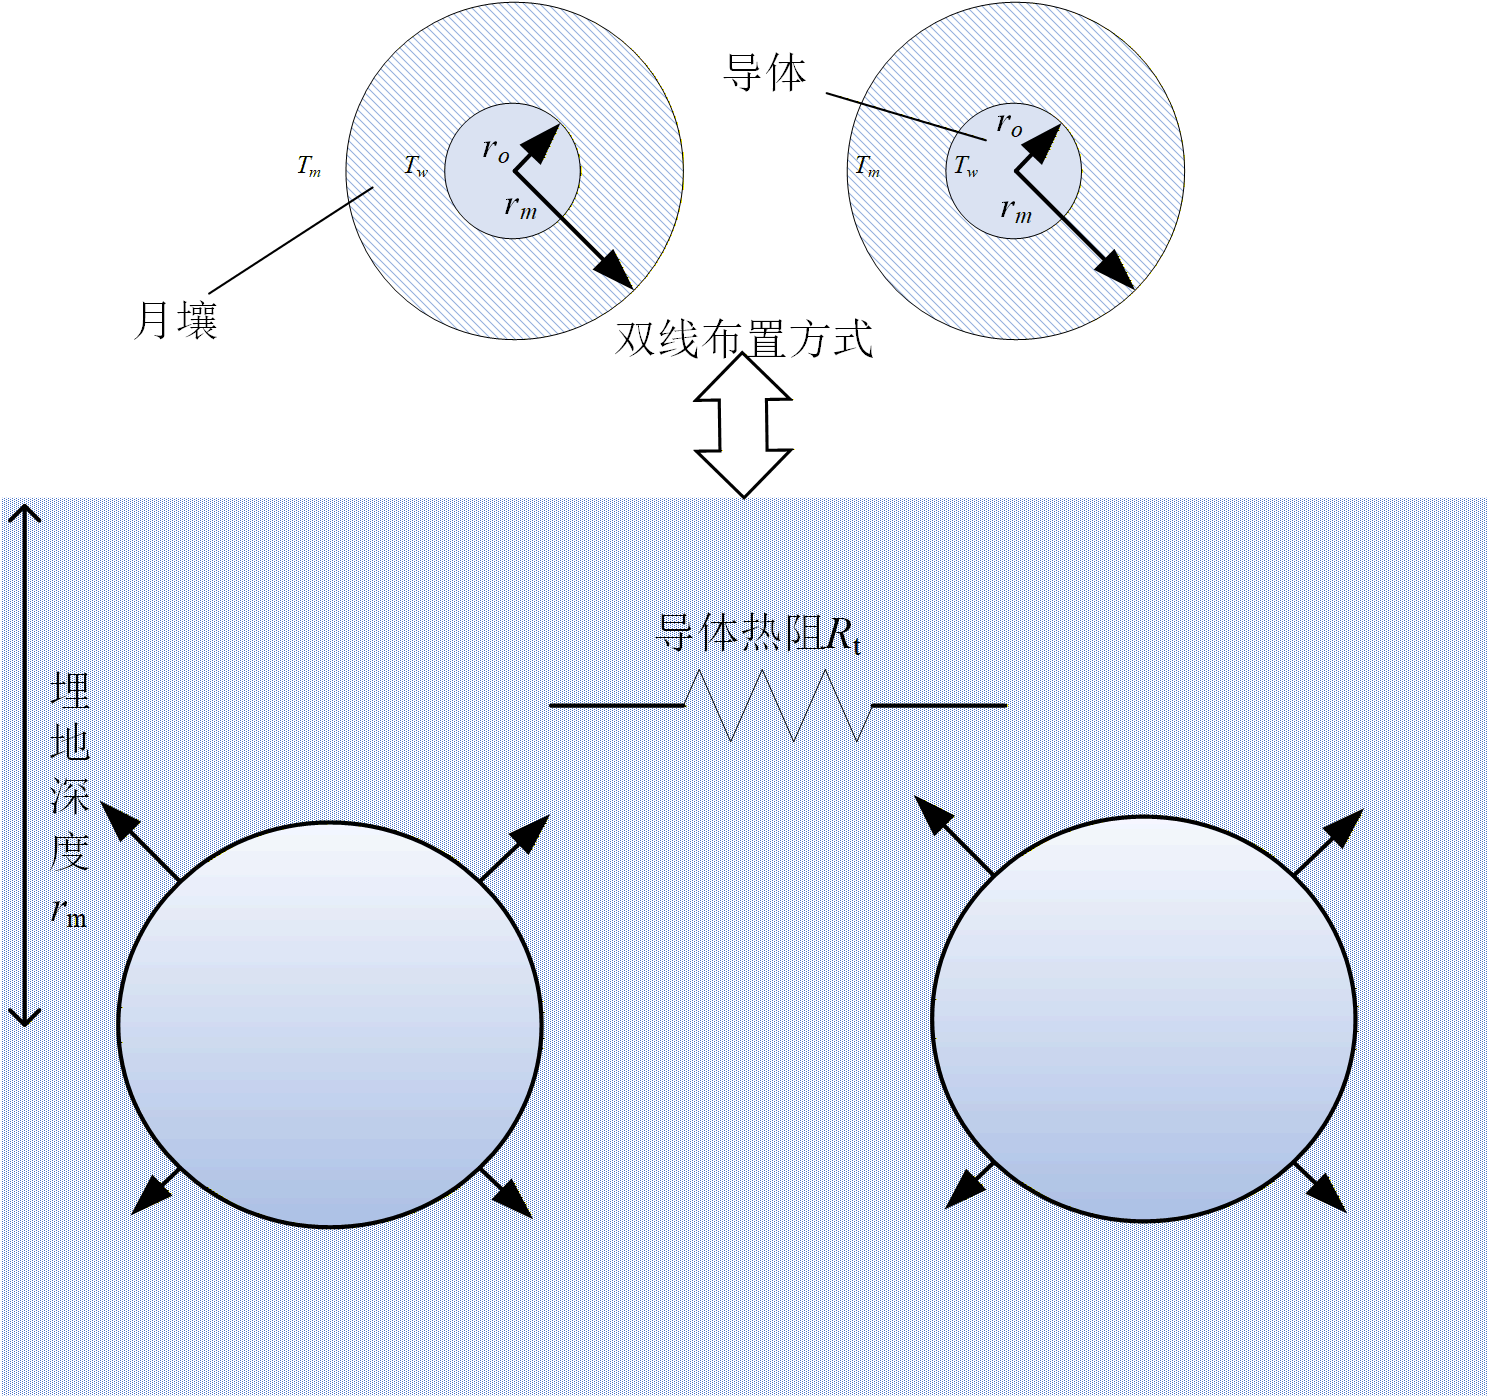 导体
r_o
r_o
T_m
T_w
T_m
T_w
r_m
r_m
月壤
双线布置方式
导体热阻R_t
埋
地
深
度
r_m